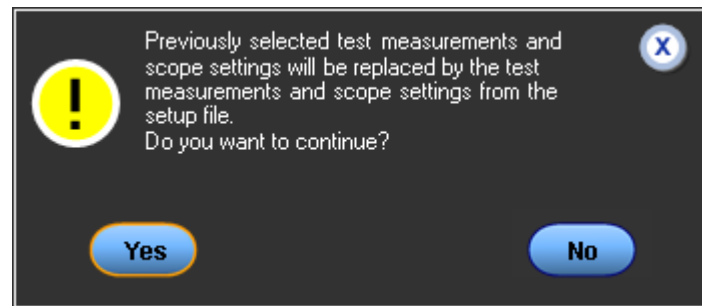 Previously selected test measurements and
scope settings will be replaced by the test
measurements and scope settings from the
setup file.
Do you want to continue?
X
!
Yes
No